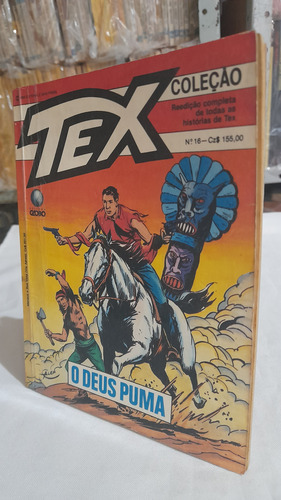 TEX
COLEÇÃO
Reedição completa
de todas as
histórias de Tex
Nº 16 – Cz$ 155,00
GLOBO
O DEUS PUMA